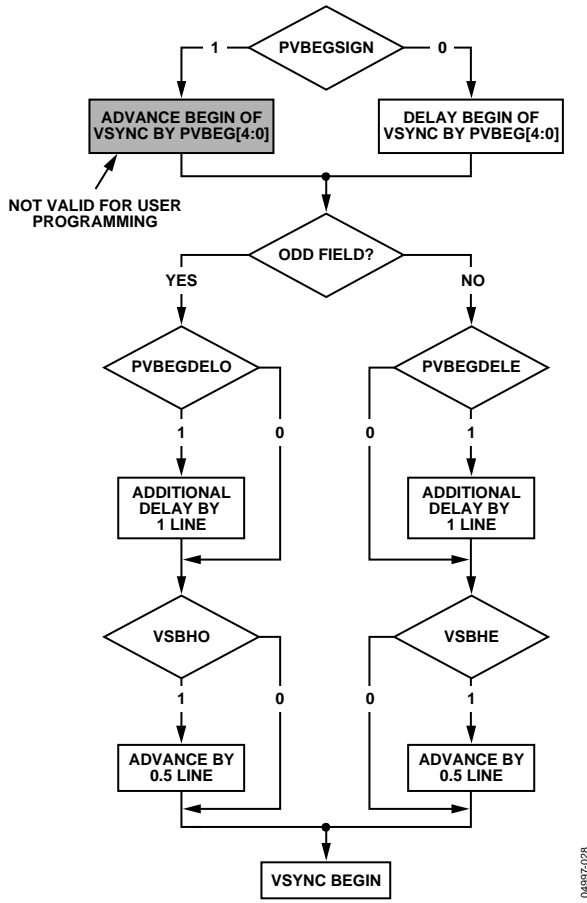 PVBEGSIGN
1
0
ADVANCE BEGIN OF
VSYNC BY PVBEG[4:0]
DELAY BEGIN OF
VSYNC BY PVBEG[4:0]
NOT VALID FOR USER
PROGRAMMING
ODD FIELD?
YES
NO
PVBEGDELO
PVBEGDELE
1
0
0
1
ADDITIONAL
DELAY BY
1 LINE
ADDITIONAL
DELAY BY
1 LINE
VSBHO
VSBHE
1
0
0
1
ADVANCE BY
0.5 LINE
ADVANCE BY
0.5 LINE
VSYNC BEGIN
04997-028